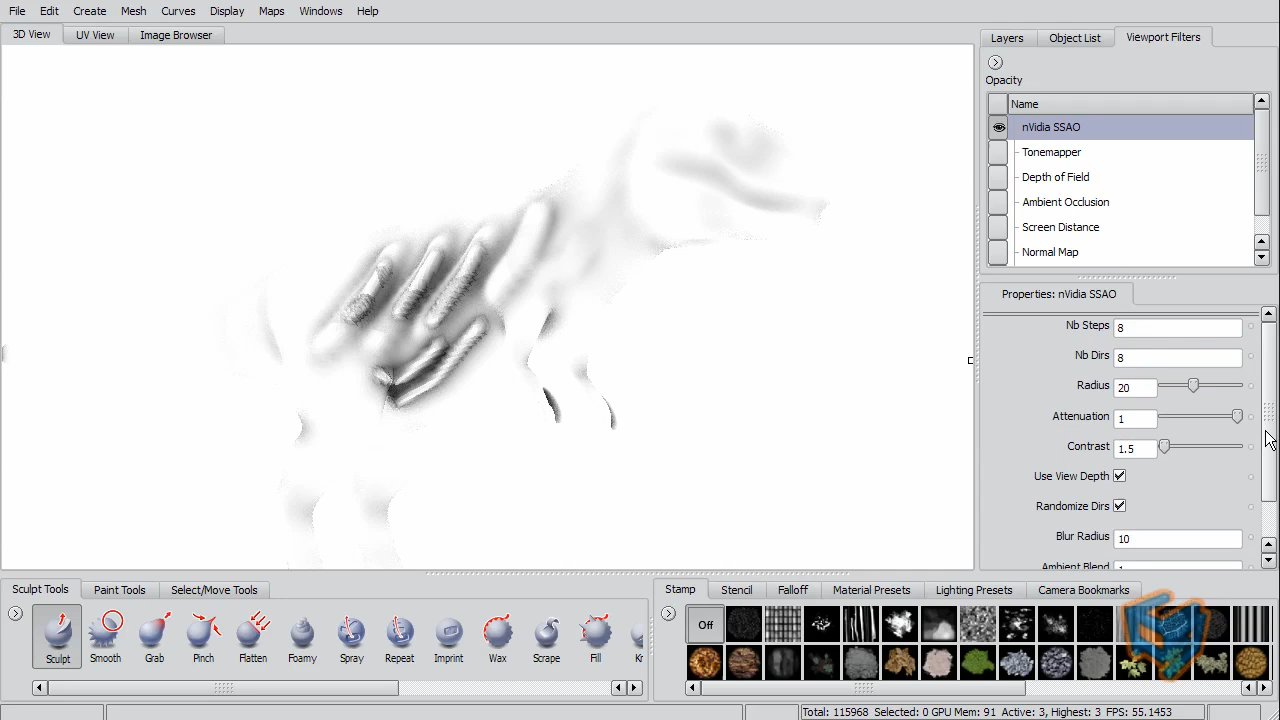 File Edit Create Mesh Curves Display Maps Windows Help
3D View UV View Image Browser
Layers Object List Viewport Filters
Opacity
Name
nVidia SSAO
Tonemapper
Depth of Field
Ambient Occlusion
Screen Distance
Normal Map
Properties: nVidia SSAO
Nb Steps 8
Nb Dirs 8
Radius 20
Attenuation 1
Contrast 1.5
Use View Depth
Randomize Dirs
Blur Radius 10
Ambient Blend
Sculpt Tools Paint Tools Select/Move Tools
Stamp Stencil Falloff Material Presets Lighting Presets Camera Bookmarks
Off
Sculpt Smooth Grab Pinch Flatten Foamy Spray Repeat Imprint Wax Scrape Fill Kr
Total: 115968 Selected: 0 GPU Mem: 91 Active: 3, Highest: 3 FPS: 55.1453